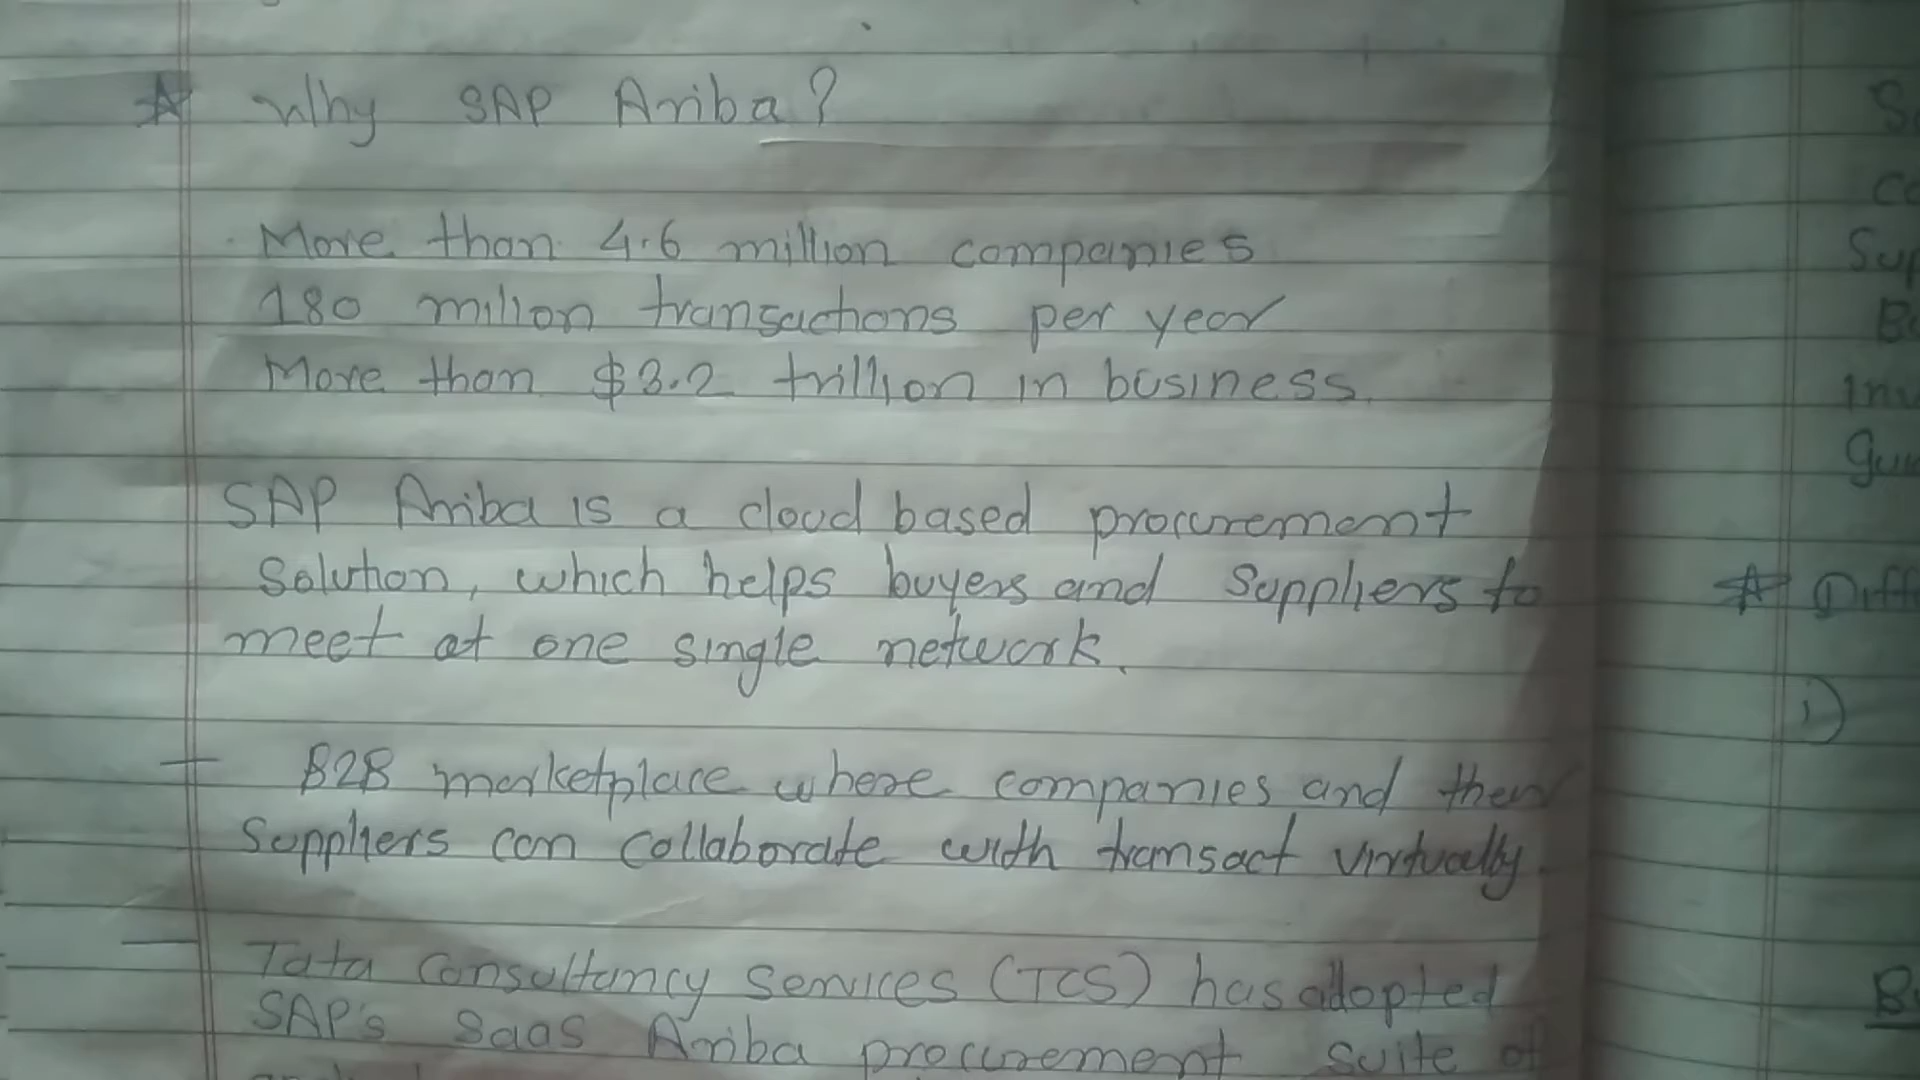 * Why SAP Ariba?
More than 4.6 million companies
180 million transactions per year
More than $3.2 trillion in business.
SAP Ariba is a cloud based procurement
Solution, which helps buyers and Suppliers to
meet at one single network.
- B2B marketplace where companies and their
Suppliers can collaborate with transact virtually.
- Tata Consultancy Services (TCS) has adopted
SAP's Saas Ariba procurement suite of
* Diff
i)